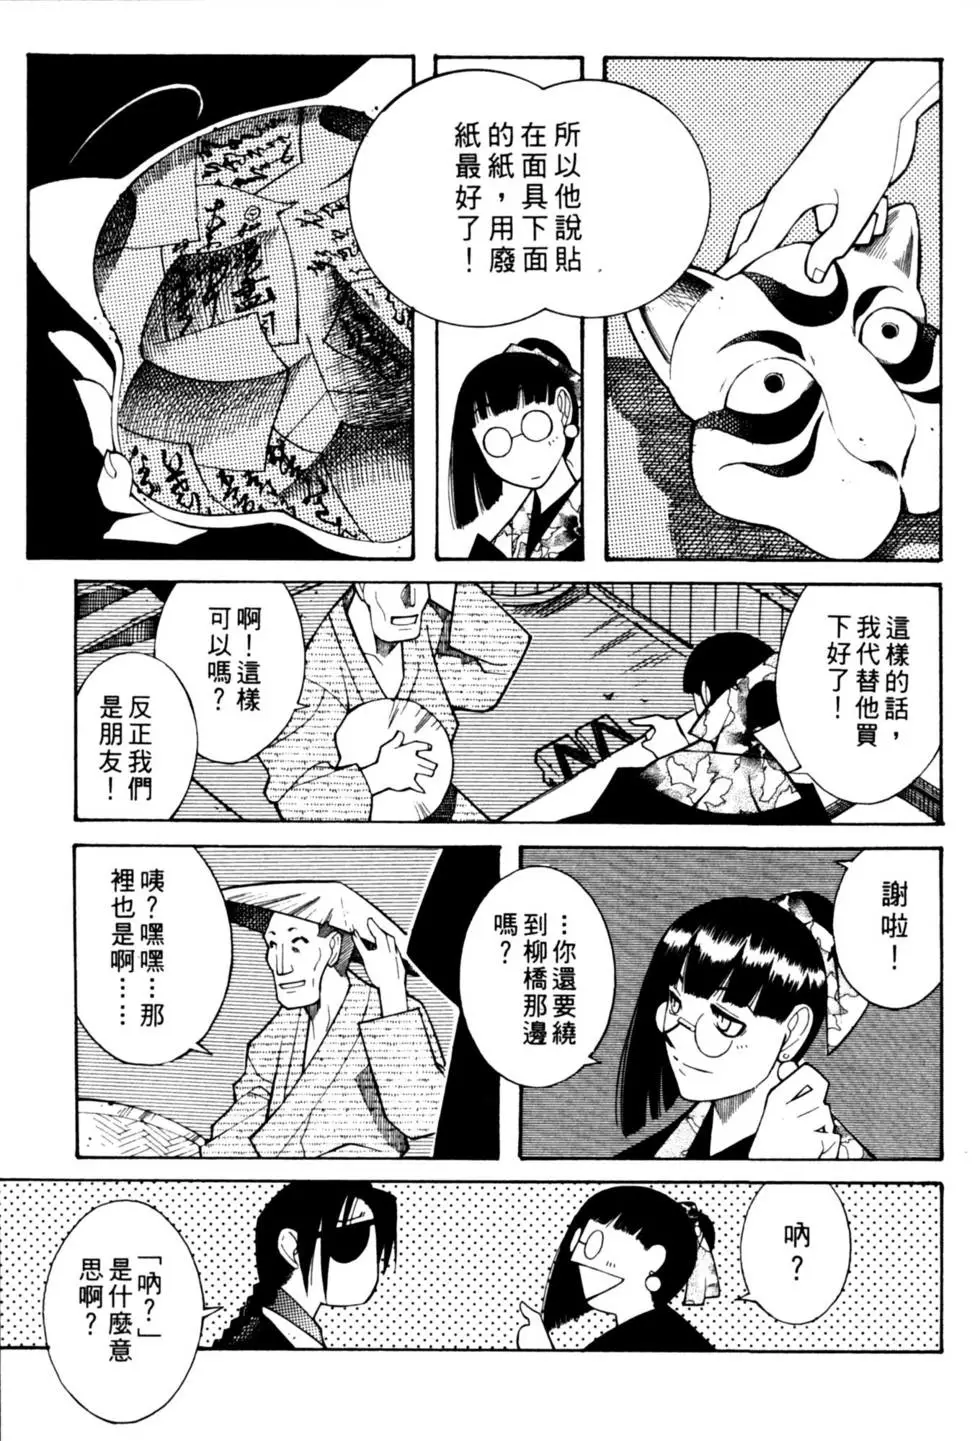 所以他說貼
在面具下面
的紙，用廢
紙最好了！
這樣的話，
我代替他買
下好了！
啊！這樣
可以嗎？
反正我們
是朋友！
謝啦！
…你還要繞
到柳橋那邊
嗎？
咦？嘿嘿…那
裡也是啊……
吶？
「吶？」
是什麼意
思啊？